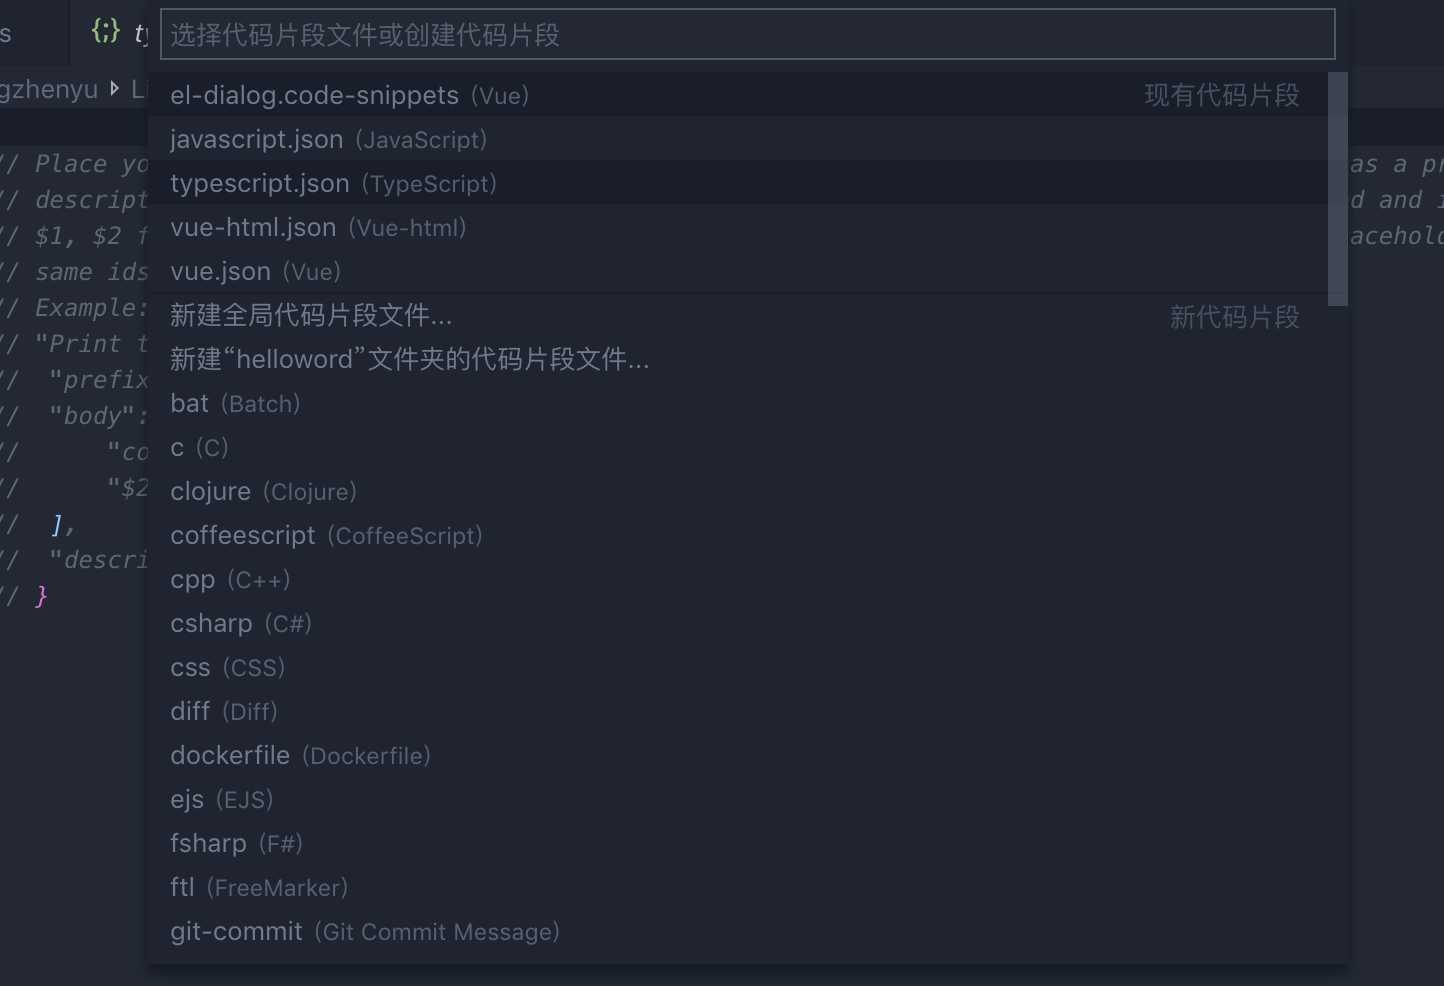 s
{;} ty
选择代码片段文件或创建代码片段
gzhenyu Li
el-dialog.code-snippets (Vue) 现有代码片段
javascript.json (JavaScript)
// Place yo as a pr
typescript.json (TypeScript)
// descript d and i
vue-html.json (Vue-html)
// $1, $2 f acehold
vue.json (Vue)
// same ids
// Example:
新建全局代码片段文件... 新代码片段
// "Print t
新建“helloword”文件夹的代码片段文件...
// "prefix
bat (Batch)
// "body":
c (C)
// "co
clojure (Clojure)
// "$2
coffeescript (CoffeeScript)
// ],
// "descri
cpp (C++)
// }
csharp (C#)
css (CSS)
diff (Diff)
dockerfile (Dockerfile)
ejs (EJS)
fsharp (F#)
ftl (FreeMarker)
git-commit (Git Commit Message)